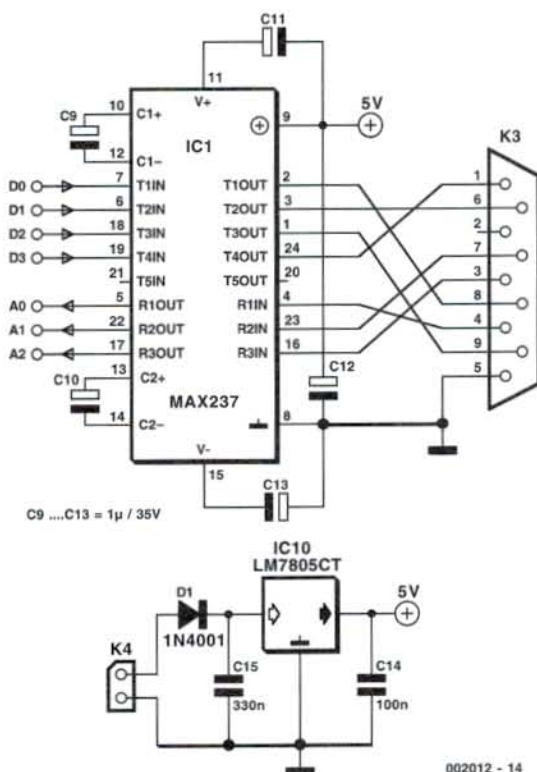 C11
11
V+
C9
10
C1+
12
C1–
IC1
9
5V
K3
D0
7
T1IN
T1OUT
2
D1
6
T2IN
T2OUT
3
D2
18
T3IN
T3OUT
1
D3
19
T4IN
T4OUT
24
21
T5IN
T5OUT
20
A0
5
R1OUT
R1IN
4
A1
22
R2OUT
R2IN
23
A2
17
R3OUT
R3IN
16
1
6
2
7
3
8
4
9
5
C10
13
C2+
14
C2–
MAX237
8
C12
V-
15
C13
C9 ....C13 = 1µ / 35V
IC10
LM7805CT
D1
1N4001
5V
K4
C15
330n
C14
100n
002012 - 14